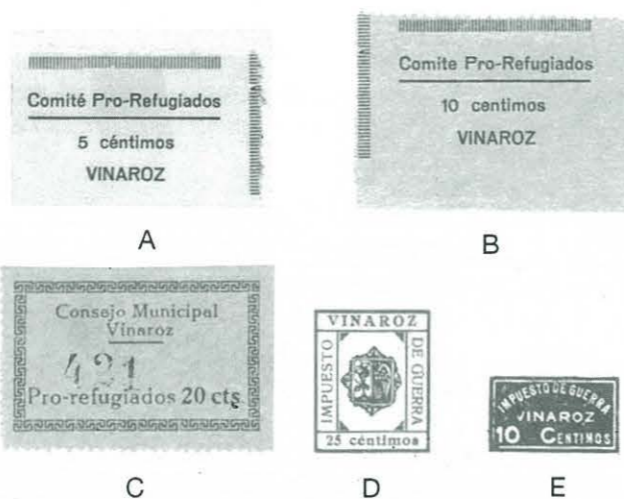 Comité Pro-Refugiados
5 céntimos
VINAROZ
A
Comite Pro-Refugiados
10 centimos
VINAROZ
B
Consejo Municipal
Vinaroz
421
Pro-refugiados 20 cts.
C
VINAROZ
IMPUESTO
DE GUERRA
25 céntimos
D
IMPUESTO DE GUERRA
VINAROZ
10 CENTIMOS
E